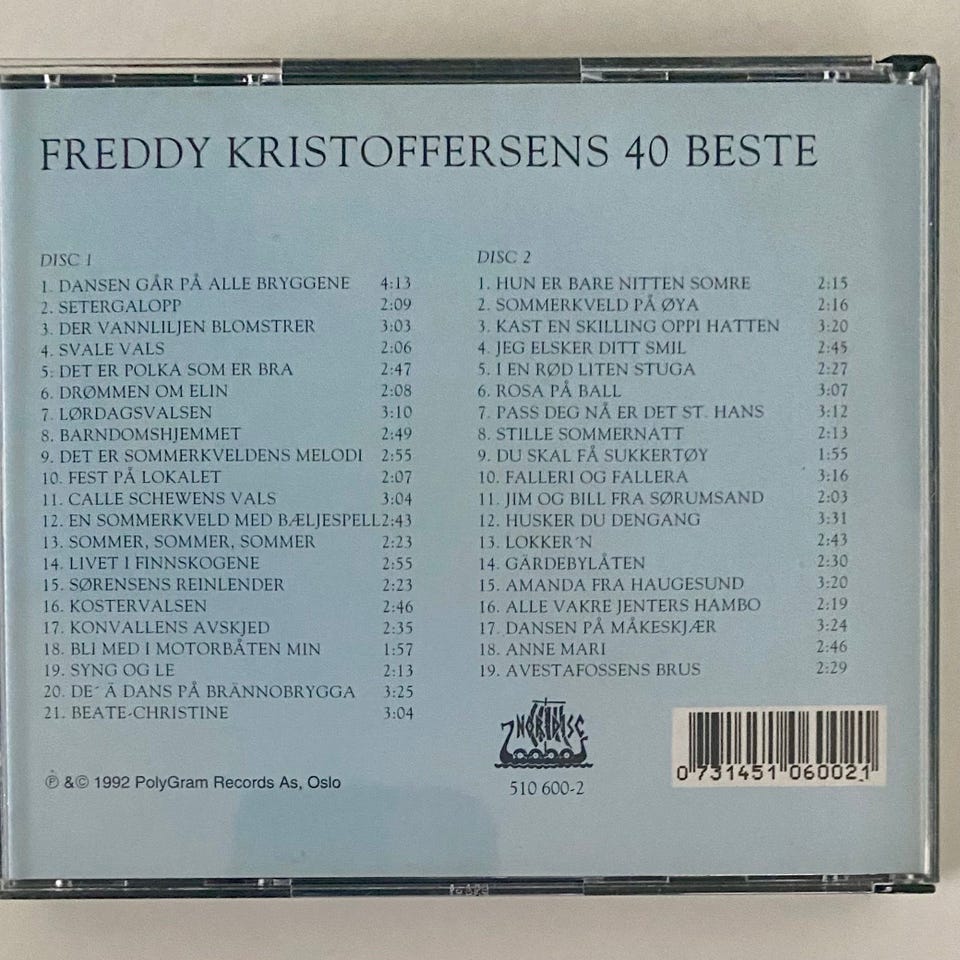 FREDDY KRISTOFFERSENS 40 BESTE
DISC 1
1. DANSEN GÅR PÅ ALLE BRYGGENE 4:13
2. SETERGALOPP 2:09
3. DER VANNLILJEN BLOMSTRER 3:03
4. SVALE VALS 2:06
5: DET ER POLKA SOM ER BRA 2:47
6. DRØMMEN OM ELIN 2:08
7. LØRDAGSVALSEN 3:10
8. BARNDOMSHJEMMET 2:49
9. DET ER SOMMERKVELDENS MELODI 2:55
10. FEST PÅ LOKALET 2:07
11. CALLE SCHEWENS VALS 3:04
12. EN SOMMERKVELD MED BÆLJESPELL 2:43
13. SOMMER, SOMMER, SOMMER 2:23
14. LIVET I FINNSKOGENE 2:55
15. SØRENSENS REINLENDER 2:23
16. KOSTERVALSEN 2:46
17. KONVALLENS AVSKJED 2:35
18. BLI MED I MOTORBÅTEN MIN 1:57
19. SYNG OG LE 2:13
20. DE´ Ä DANS PÅ BRÄNNOBRYGGA 3:25
21. BEATE-CHRISTINE 3:04
℗ &© 1992 PolyGram Records As, Oslo
DISC 2
1. HUN ER BARE NITTEN SOMRE 2:15
2. SOMMERKVELD PÅ ØYA 2:16
3. KAST EN SKILLING OPPI HATTEN 3:20
4. JEG ELSKER DITT SMIL 2:45
5. I EN RØD LITEN STUGA 2:27
6. ROSA PÅ BALL 3:07
7. PASS DEG NÅ ER DET ST. HANS 3:12
8. STILLE SOMMERNATT 2:13
9. DU SKAL FÅ SUKKERTØY 1:55
10. FALLERI OG FALLERA 3:16
11. JIM OG BILL FRA SØRUMSAND 2:03
12. HUSKER DU DENGANG 3:31
13. LOKKER´N 2:43
14. GÄRDEBYLÅTEN 2:30
15. AMANDA FRA HAUGESUND 3:20
16. ALLE VAKRE JENTERS HAMBO 2:19
17. DANSEN PÅ MÅKESKJÆR 3:24
18. ANNE MARI 2:46
19. AVESTAFOSSENS BRUS 2:29
NORDISC
510 600-2
0 731451 060021